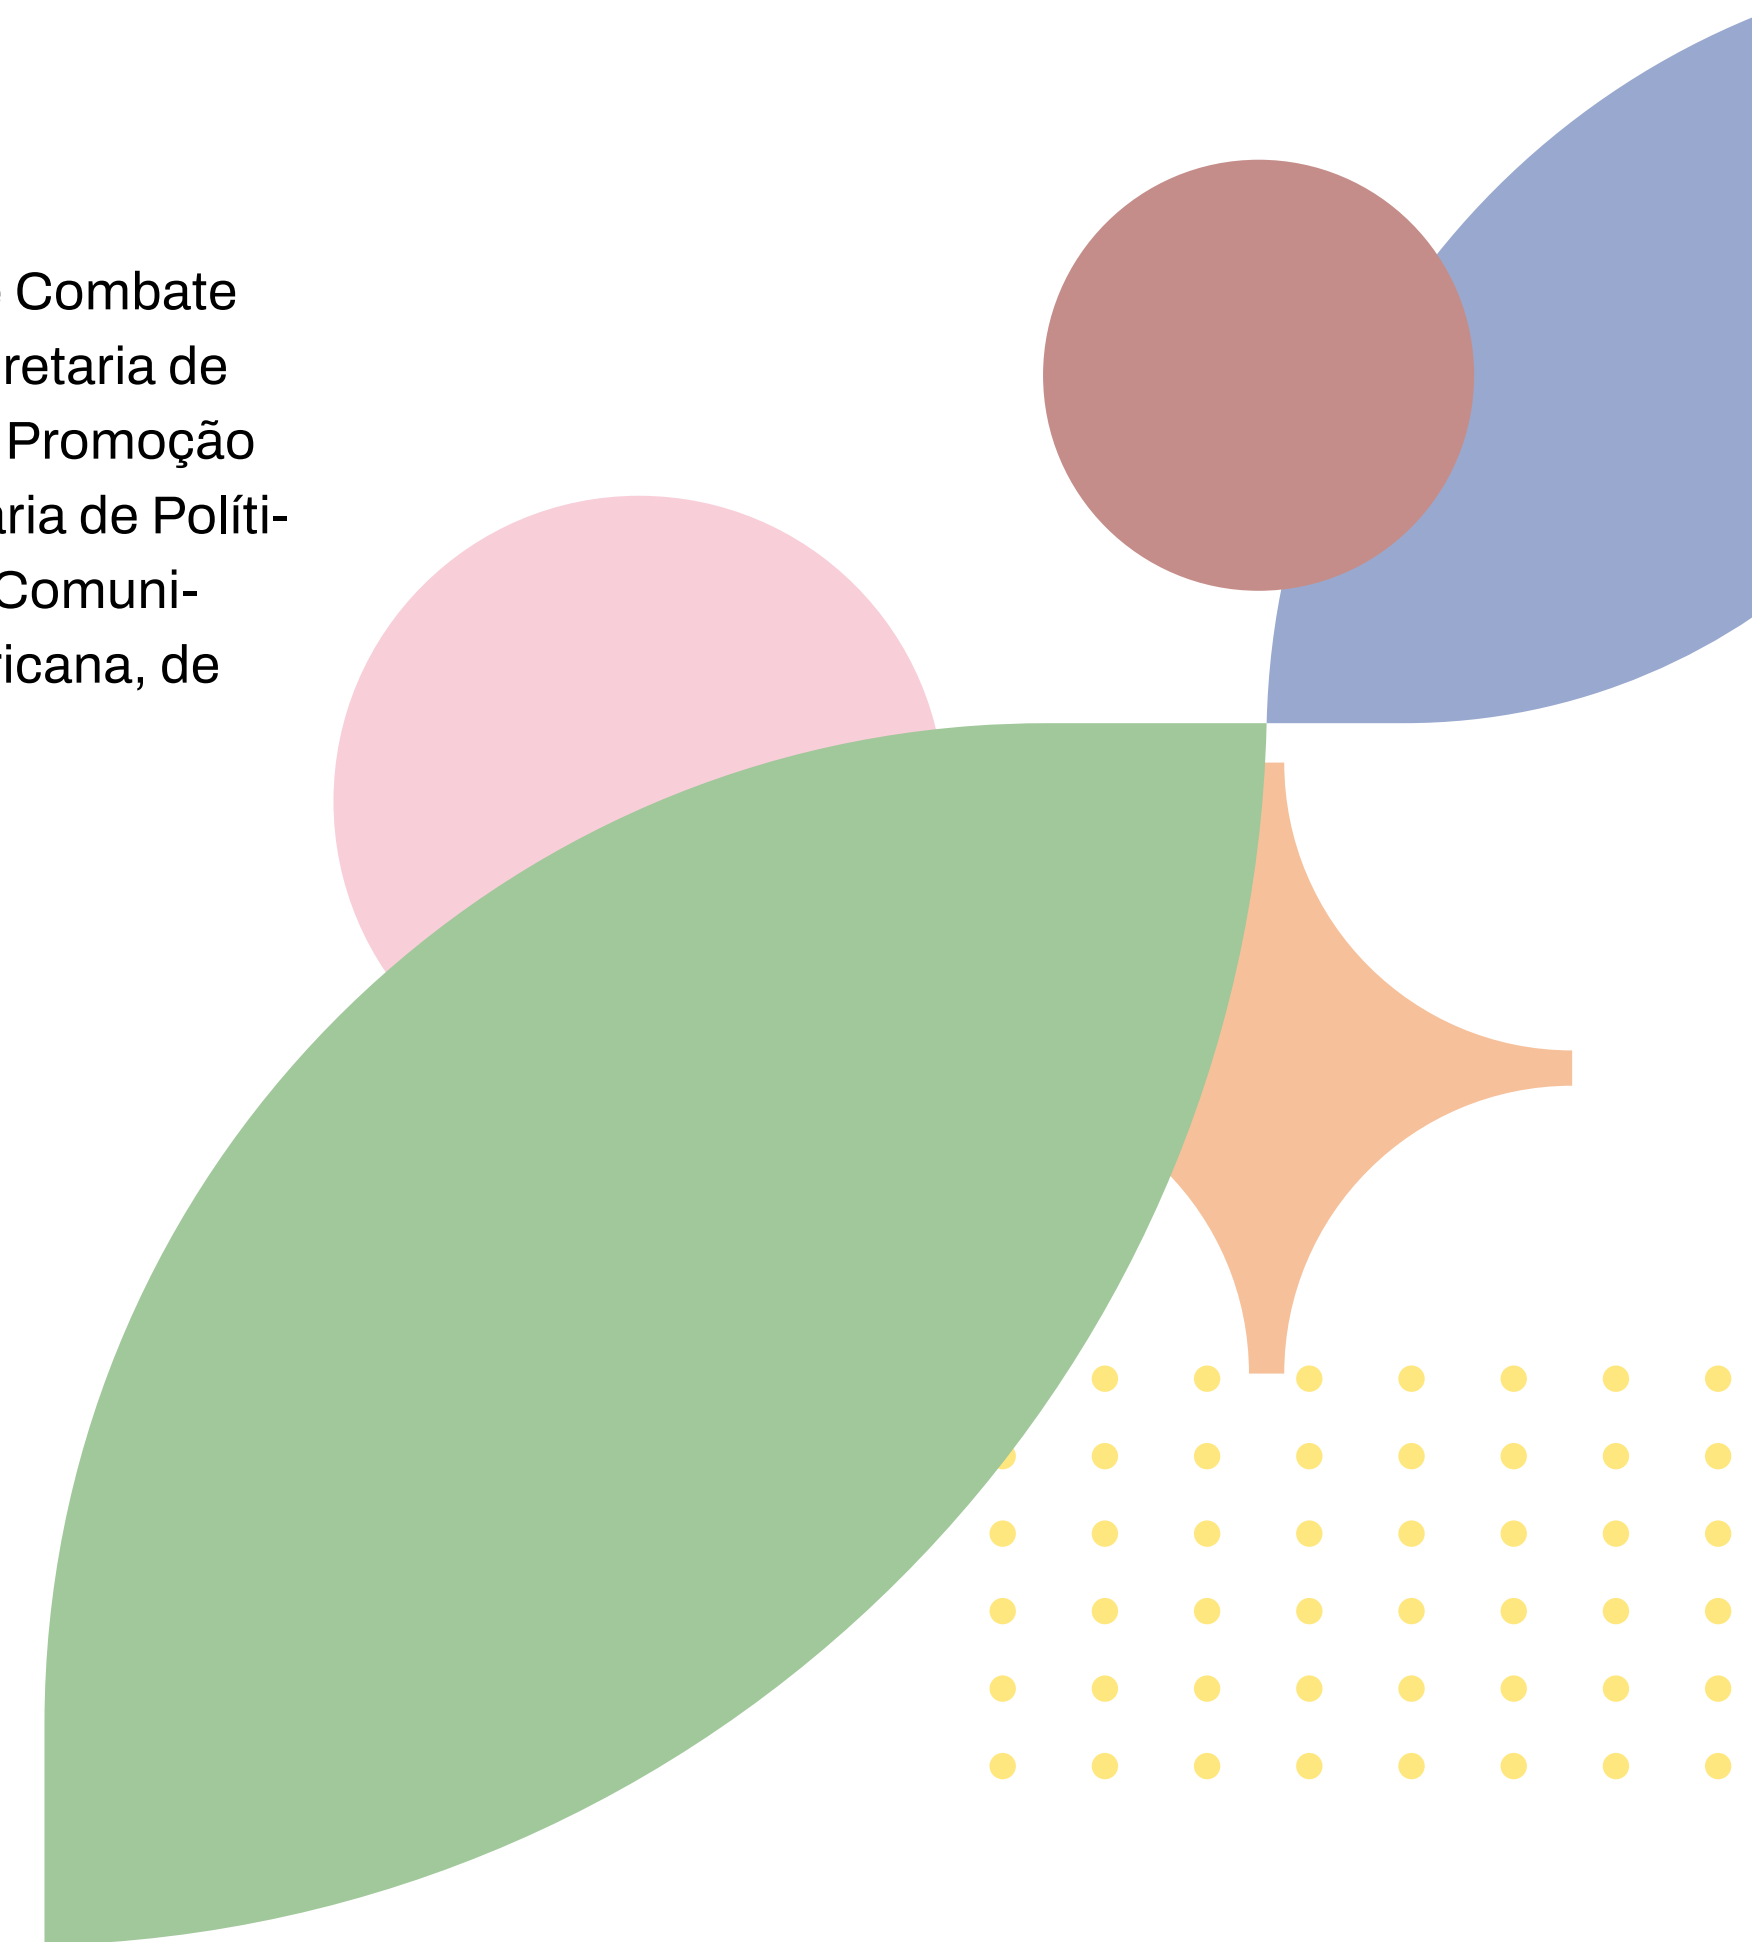 Combate
retaria de
Promoção
ria de Políti-
Comuni-
icana, de